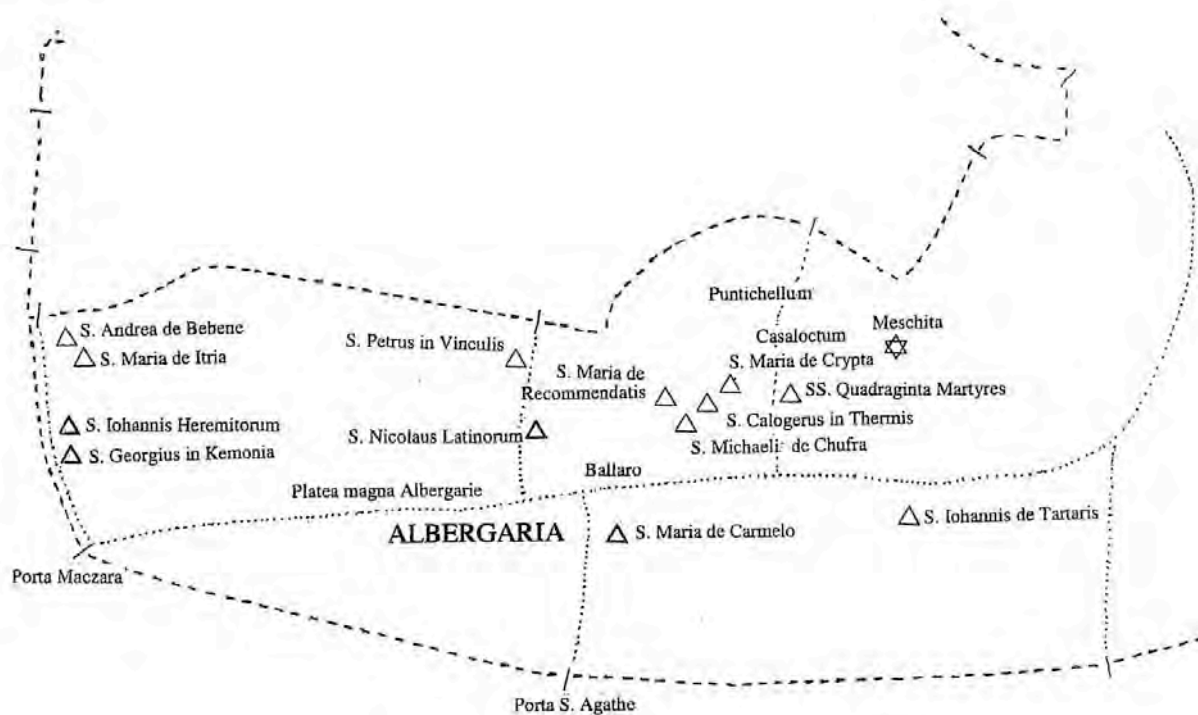 Puntichellum
Casaloctum
Meschita
S. Andrea de Bebene
S. Maria de Itria
S. Petrus in Vinculis
S. Maria de Crypta
S. Maria de
Recommendatis
SS. Quadraginta Martyres
S. Iohannis Heremitorum
S. Nicolaus Latinorum
S. Calogerus in Thermis
S. Georgius in Kemonia
S. Michaeli de Chufra
Ballaro
Platea magna Albergarie
ALBERGARIA
S. Maria de Carmelo
S. Iohannis de Tartaris
Porta Maczara
Porta S. Agathe